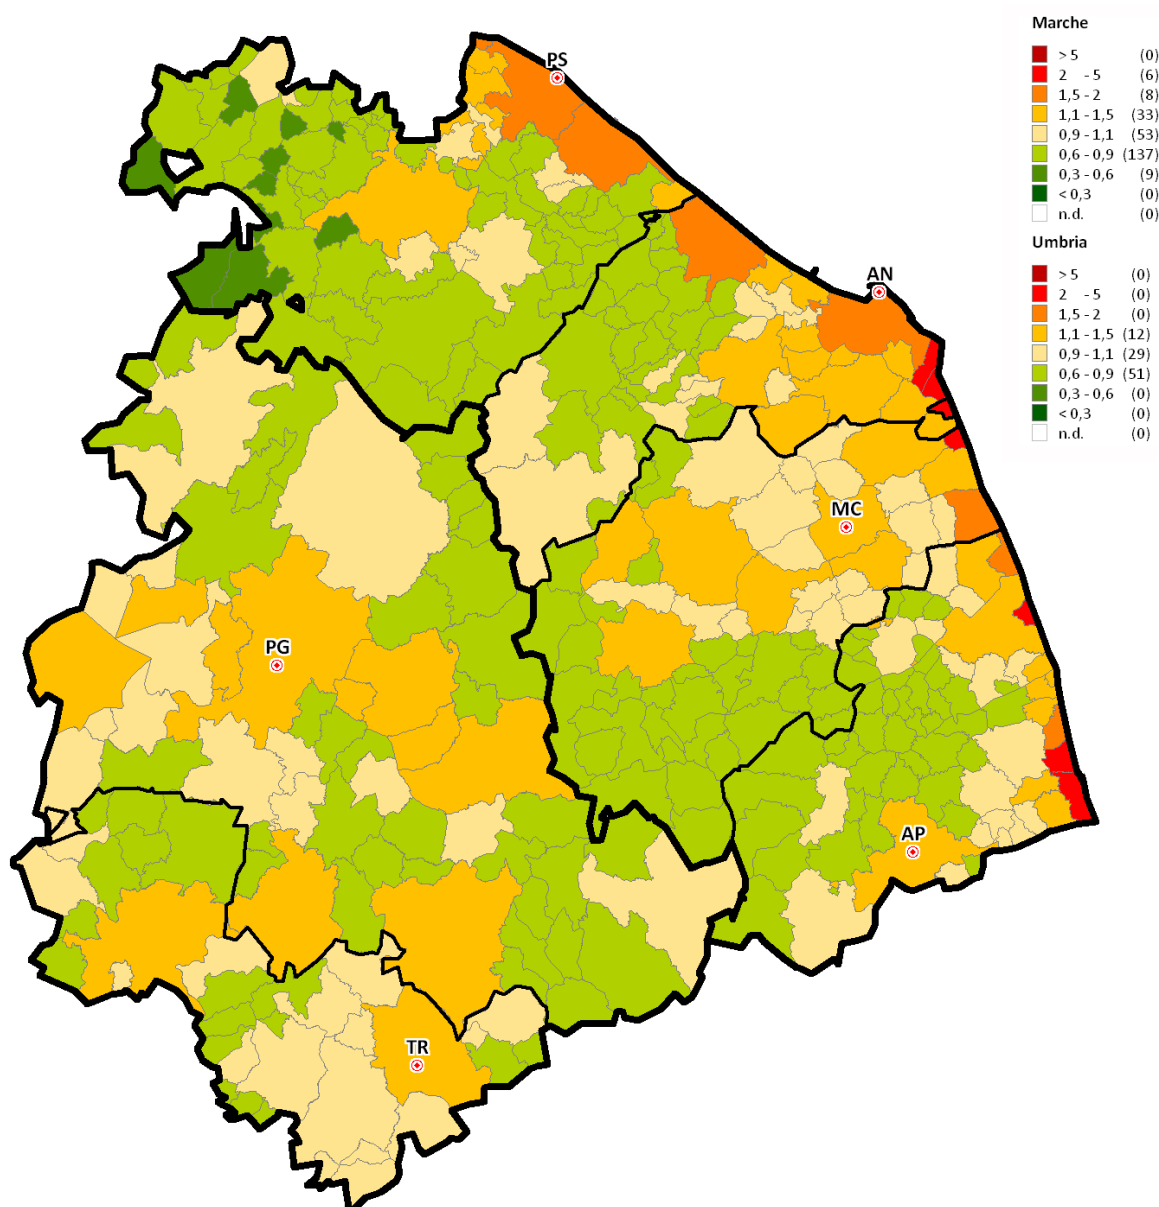 Marche
> 5 (0)
2 - 5 (6)
1,5 - 2 (8)
1,1 - 1,5 (33)
0,9 - 1,1 (53)
0,6 - 0,9 (137)
0,3 - 0,6 (9)
< 0,3 (0)
n.d. (0)
Umbria
> 5 (0)
2 - 5 (0)
1,5 - 2 (0)
1,1 - 1,5 (12)
0,9 - 1,1 (29)
0,6 - 0,9 (51)
0,3 - 0,6 (0)
< 0,3 (0)
n.d. (0)
PS
AN
MC
PG
AP
TR